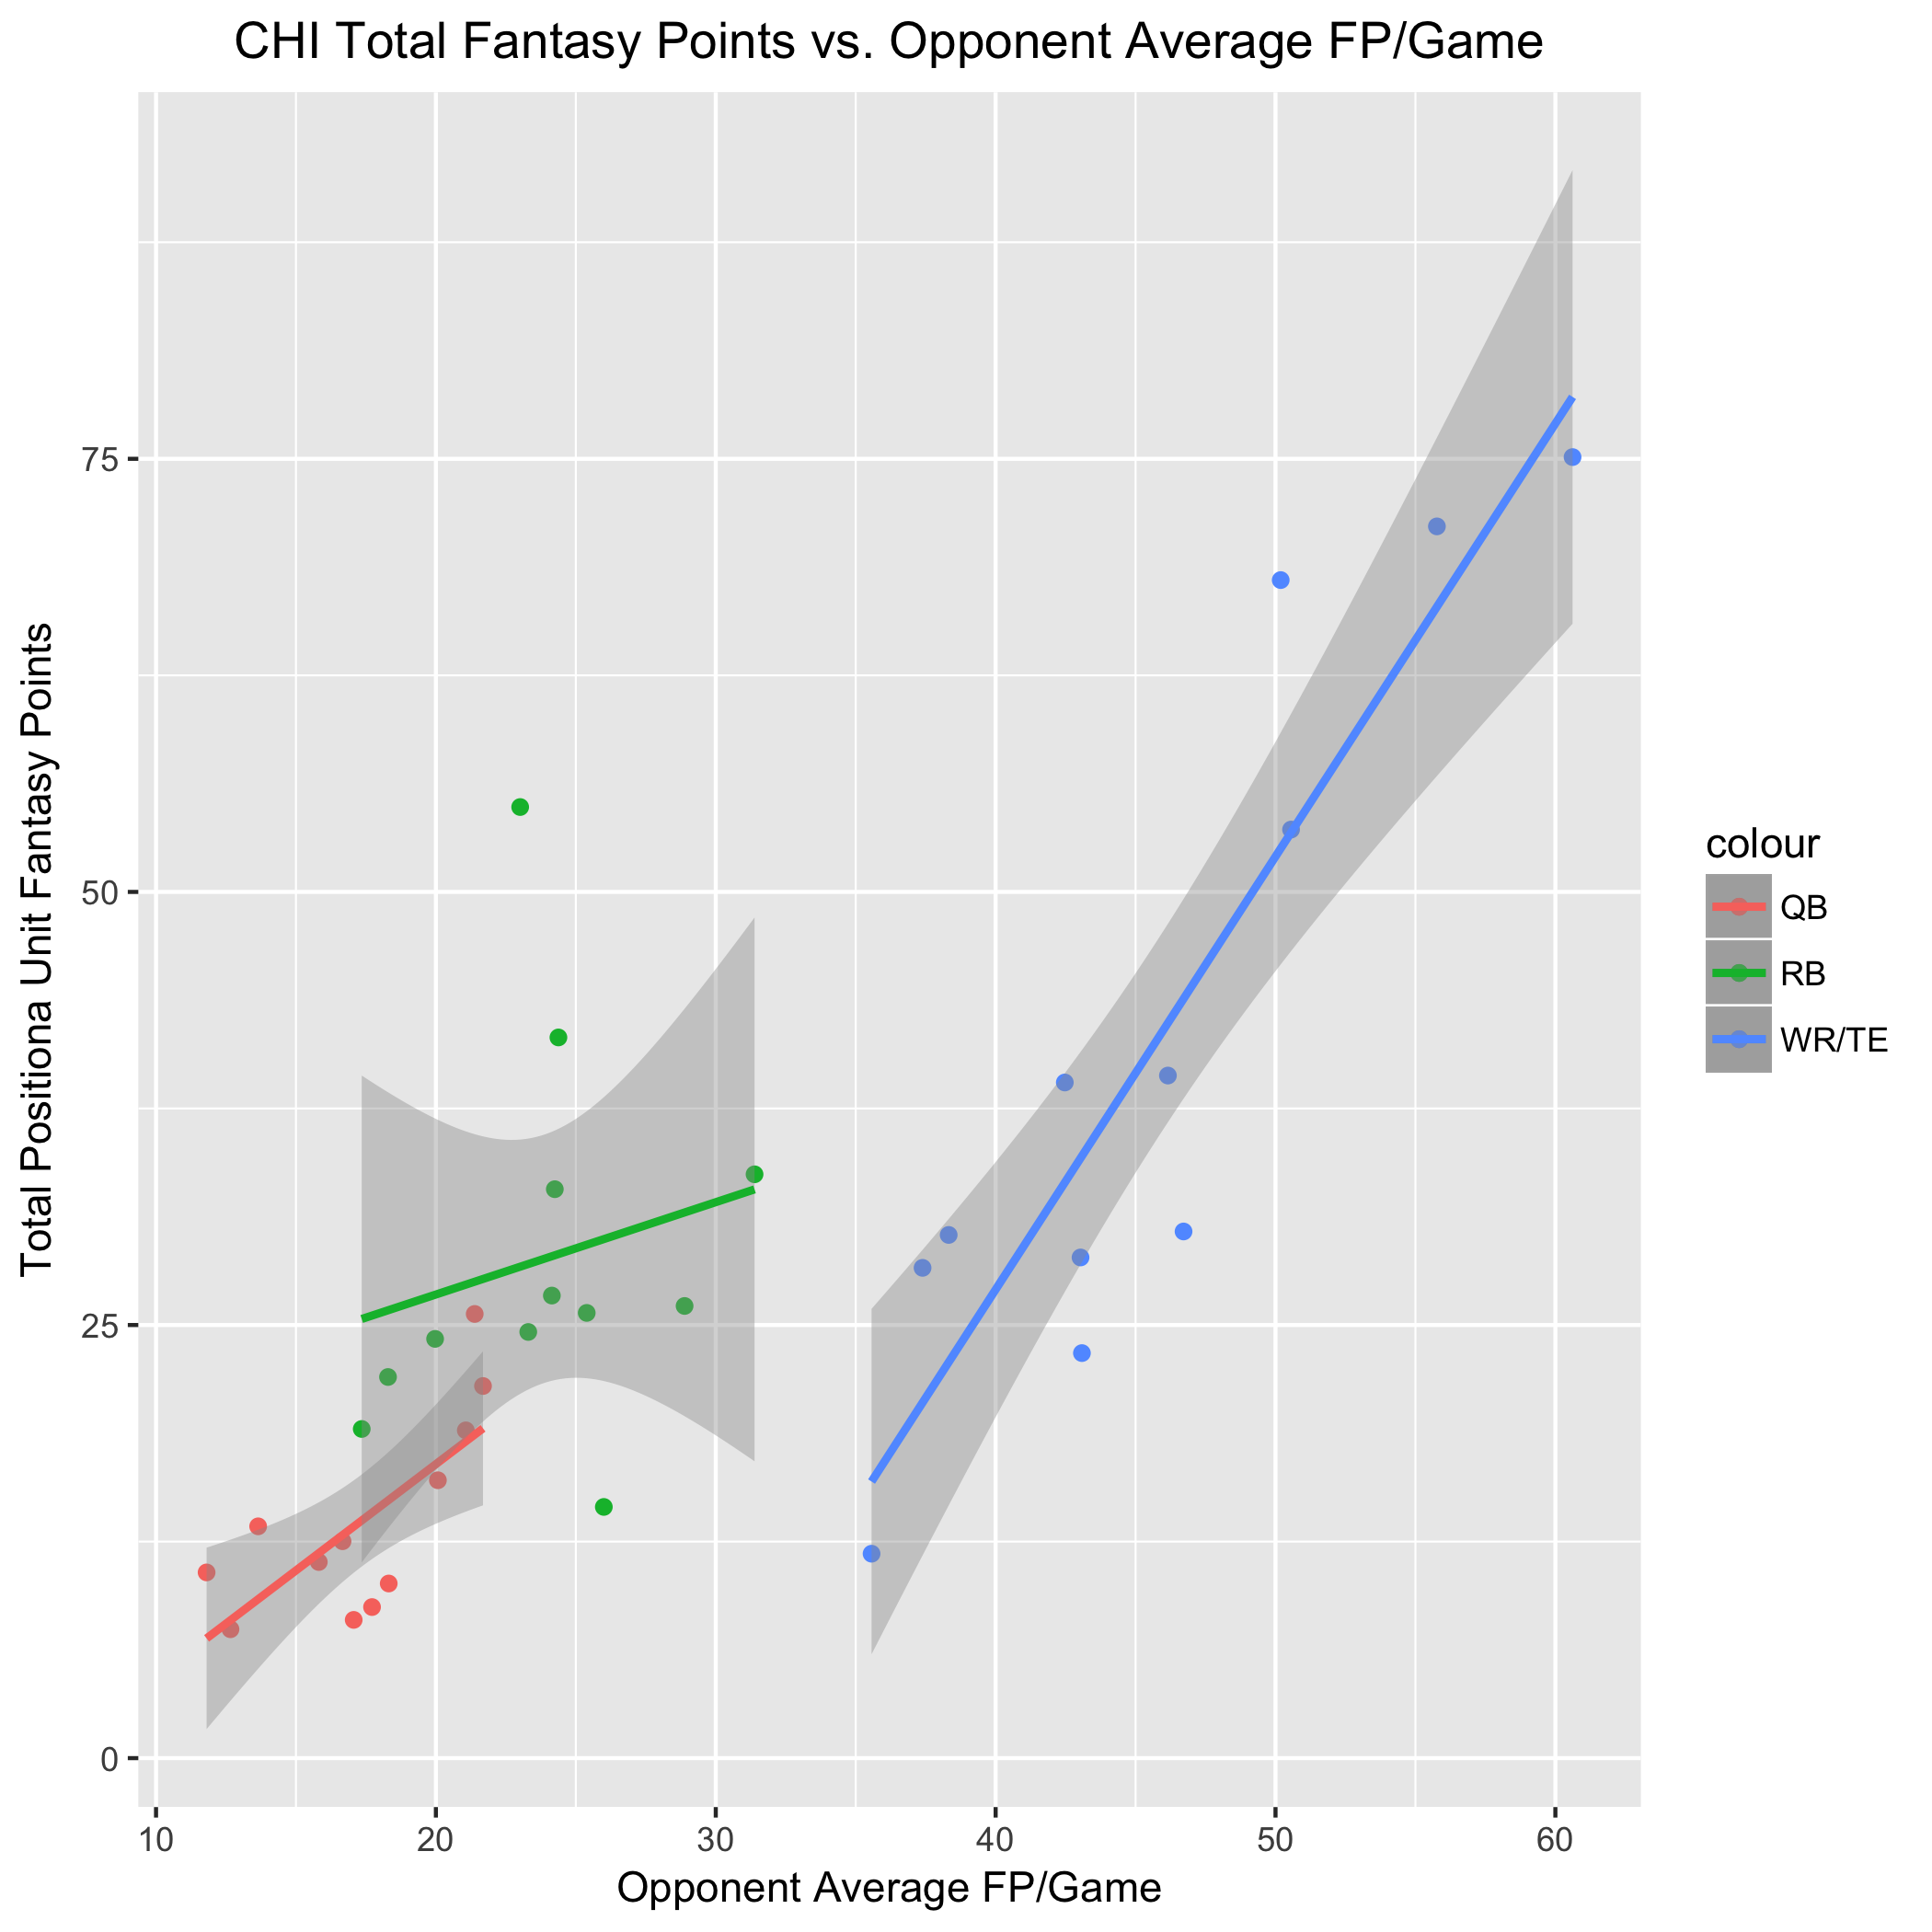 CHI Total Fantasy Points vs. Opponent Average FP/Game
Total Positiona Unit Fantasy Points
75
50
25
0
10 20 30 40 50 60
Opponent Average FP/Game
colour
QB
RB
WR/TE